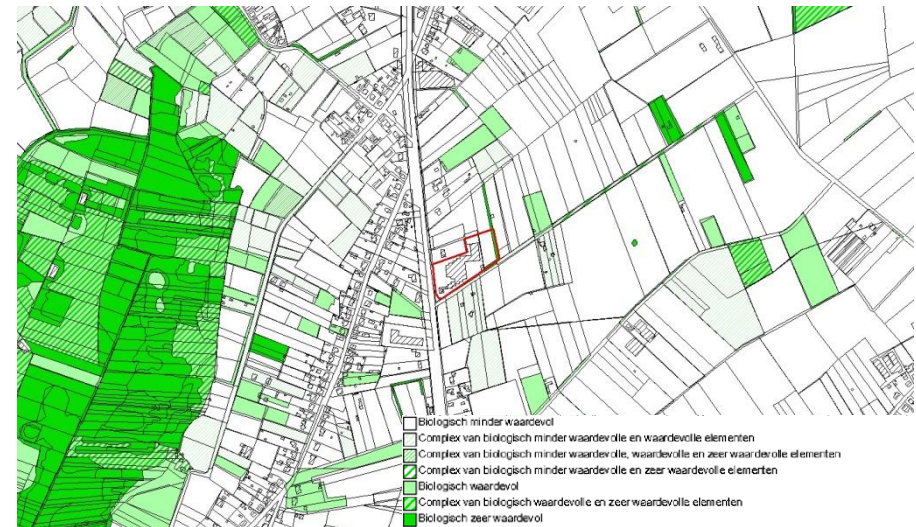 Biologisch minder waardevol
Complex van biologisch minder waardevolle en waardevolle elementen
Complex van biologisch minder waardevolle, waardevolle en zeer waardevolle elementen
Complex van biologisch minder waardevolle en zeer waardevolle elementen
Biologisch waardevol
Complex van biologisch waardevolle en zeer waardevolle elementen
Biologisch zeer waardevol